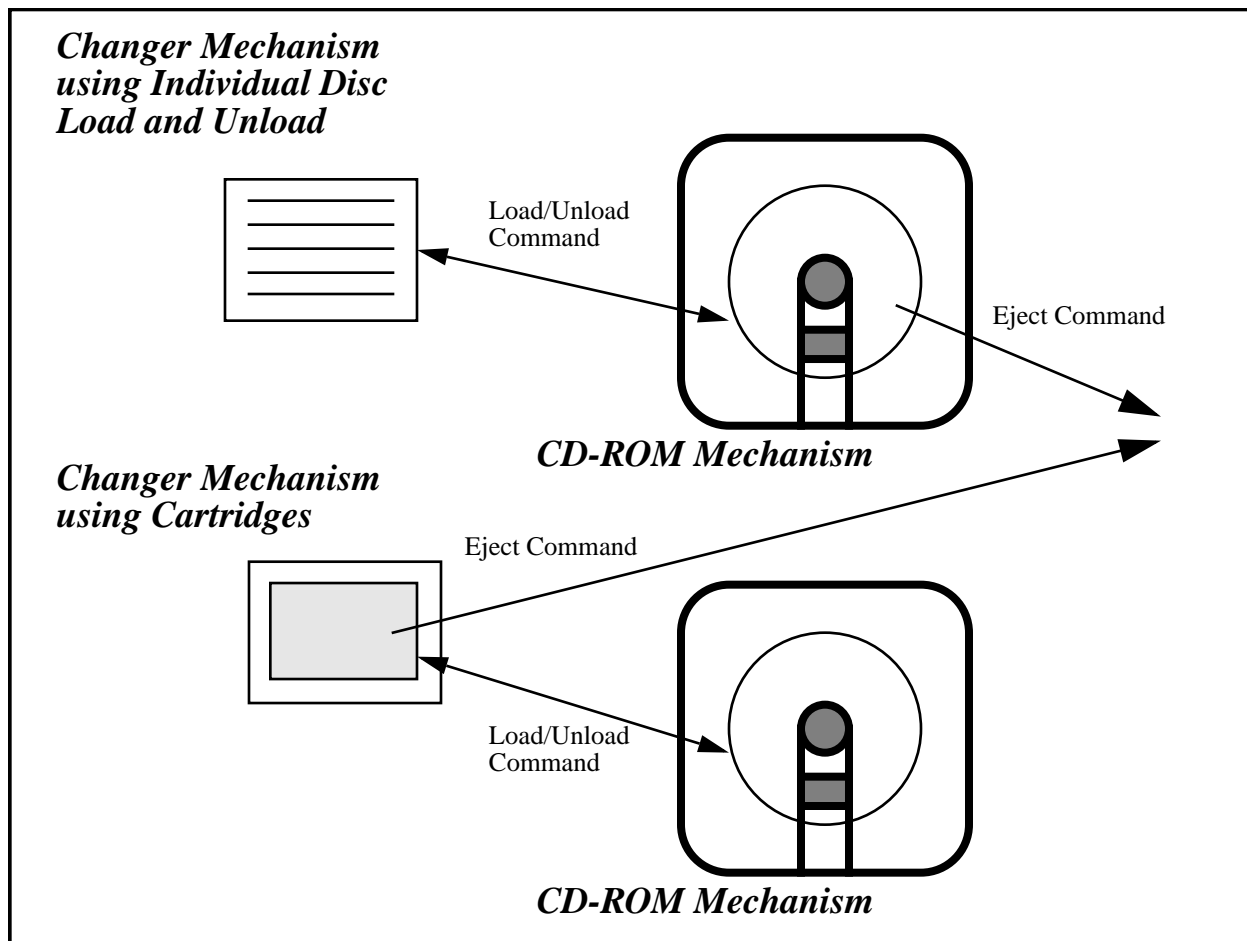 Changer Mechanism
using Individual Disc
Load and Unload
Load/Unload
Command
Eject Command
CD-ROM Mechanism
Changer Mechanism
using Cartridges
Eject Command
Load/Unload
Command
CD-ROM Mechanism